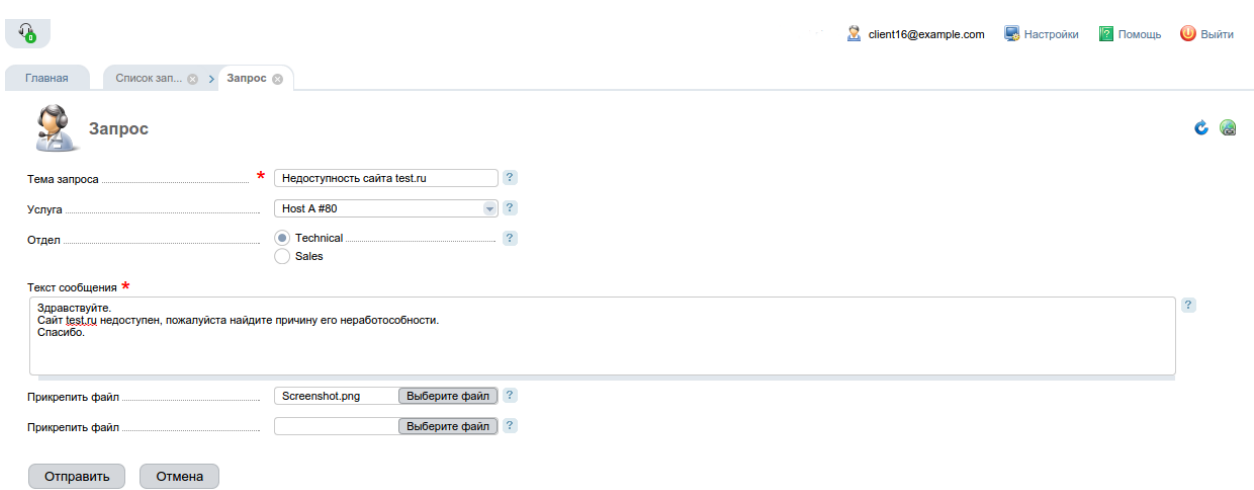 0
client16@example.com Настройки ? Помощь Выйти
Главная Список зап... Запрос
Запрос
Тема запроса * Недоступность сайта test.ru ?
Услуга Host A #80 ?
Отдел Technical ?
Sales
Текст сообщения *
Здравствуйте. ?
Сайт test.ru недоступен, пожалуйста найдите причину его неработособности.
Спасибо.
Прикрепить файл Screenshot.png Выберите файл ?
Прикрепить файл Выберите файл ?
Отправить Отмена